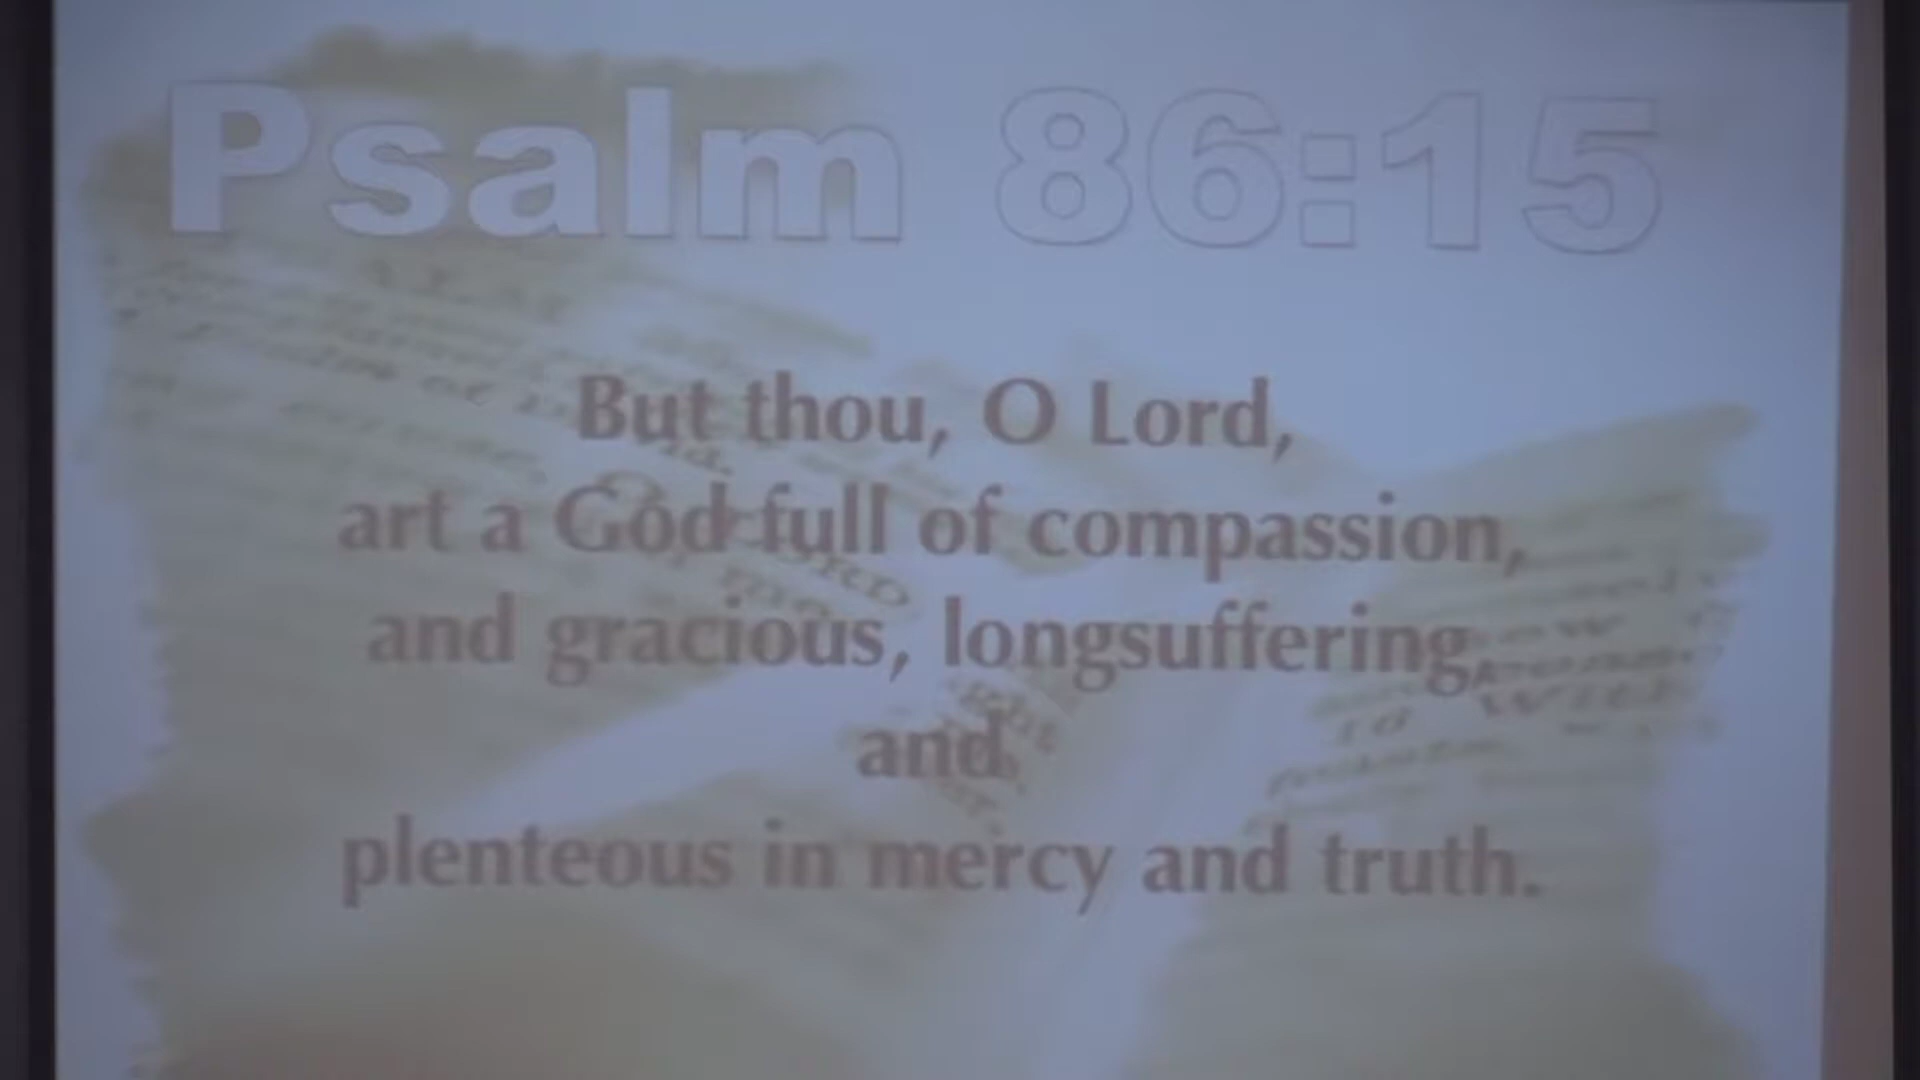 Psalm 86:15
But thou, O Lord,
art a God full of compassion,
and gracious, longsuffering,
and
plenteous in mercy and truth.